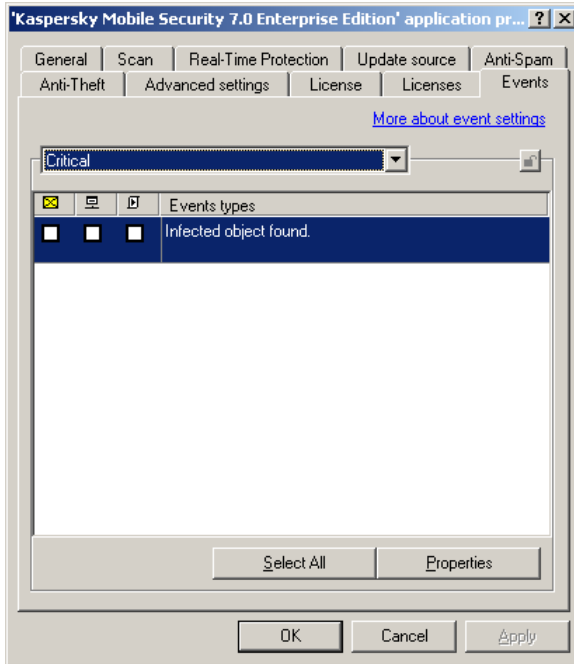 'Kaspersky Mobile Security 7.0 Enterprise Edition' application pr...
General Scan Real-Time Protection Update source Anti-Spam
Anti-Theft Advanced settings License Licenses Events
More about event settings
Critical
Events types
Infected object found.
Select All Properties
OK Cancel Apply